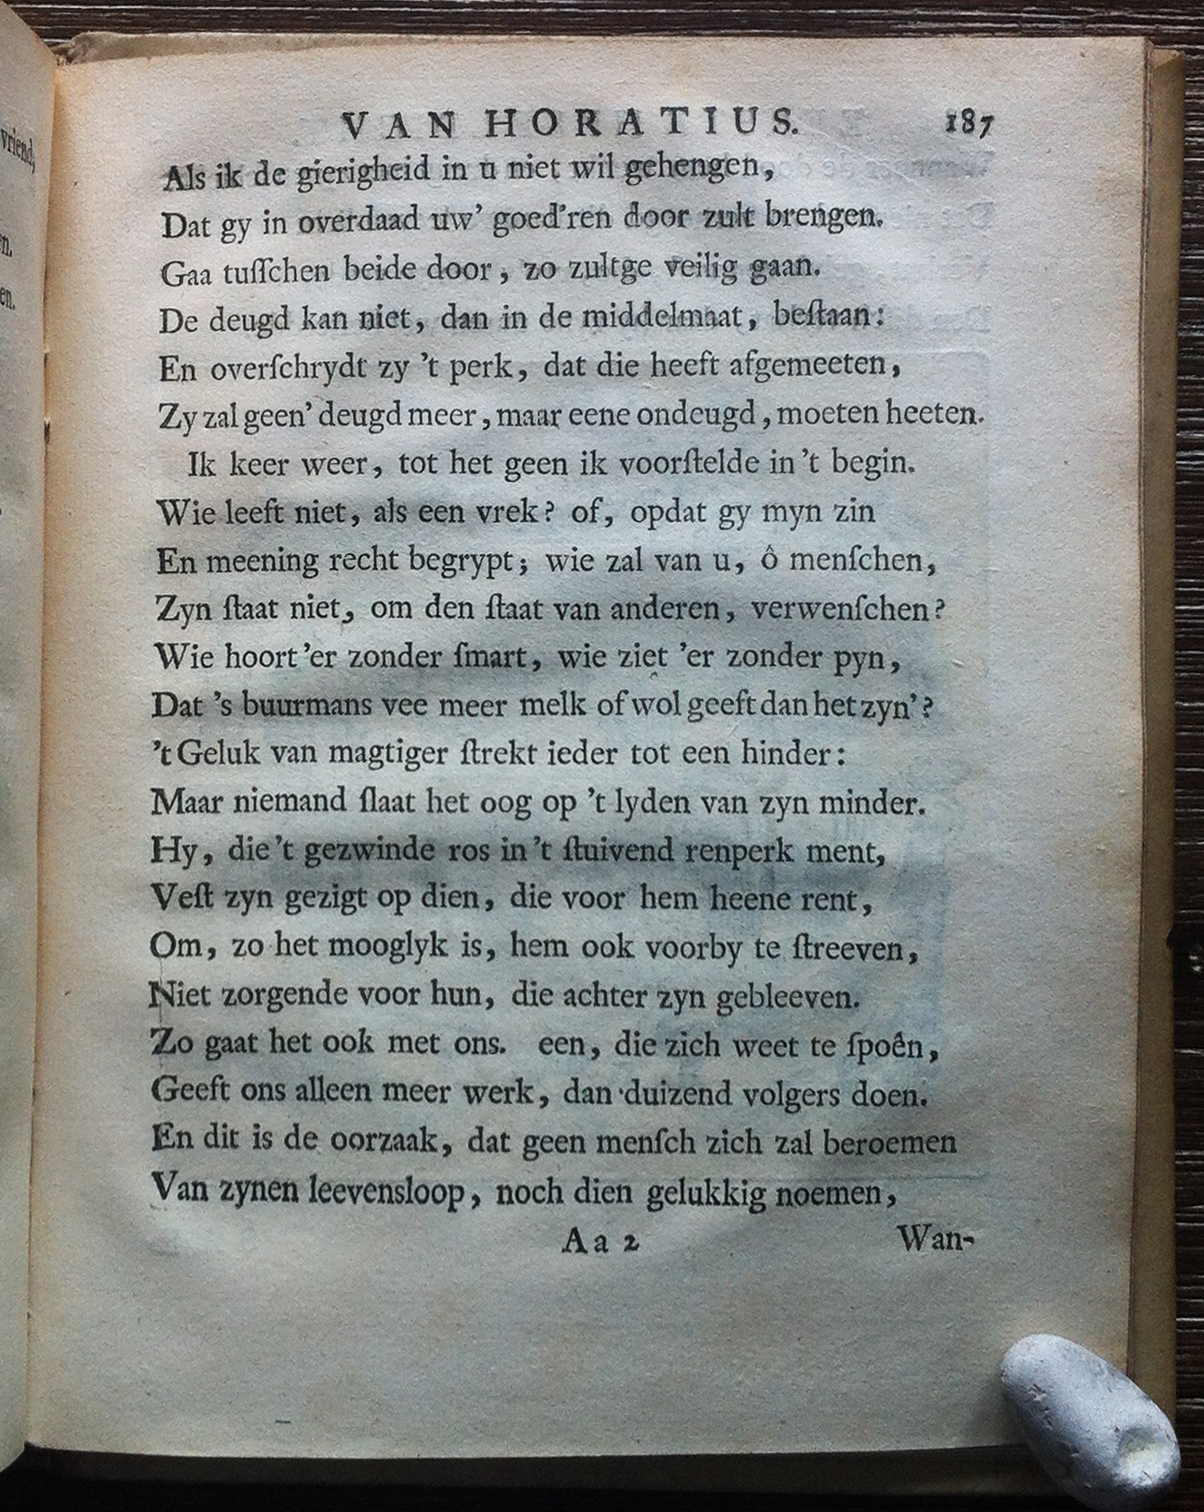 VAN HORATIUS. 187
Als ik de gierigheid in u niet wil gehengen,
Dat gy in overdaad uw' goed'ren door zult brengen.
Gaa tuſſchen beide door, zo zultge veilig gaan.
De deugd kan niet, dan in de middelmaat, beſtaan:
En overſchrydt zy 't perk, dat die heeft afgemeeten,
Zy zal geen' deugd meer, maar eene ondeugd, moeten heeten.
Ik keer weer, tot het geen ik voorſtelde in 't begin.
Wie leeft niet, als een vrek? of, opdat gy myn zin
En meening recht begrypt; wie zal van u, ô menſchen,
Zyn ſtaat niet, om den ſtaat van anderen, verwenſchen?
Wie hoort 'er zonder ſmart, wie ziet 'er zonder pyn,
Dat 's buurmans vee meer melk of wol geeft dan het zyn'?
't Geluk van magtiger ſtrekt ieder tot een hinder:
Maar niemand ſlaat het oog op 't lyden van zyn minder.
Hy, die 't gezwinde ros in 't ſtuivend renperk ment,
Veſt zyn gezigt op dien, die voor hem heene rent,
Om, zo het mooglyk is, hem ook voorby te ſtreeven,
Niet zorgende voor hun, die achter zyn gebleeven.
Zo gaat het ook met ons. een, die zich weet te ſpoên,
Geeft ons alleen meer werk, dan duizend volgers doen.
En dit is de oorzaak, dat geen menſch zich zal beroemen
Van zynen leevensloop, noch dien gelukkig noemen,
Aa 2 Wan-
vriend,
en.